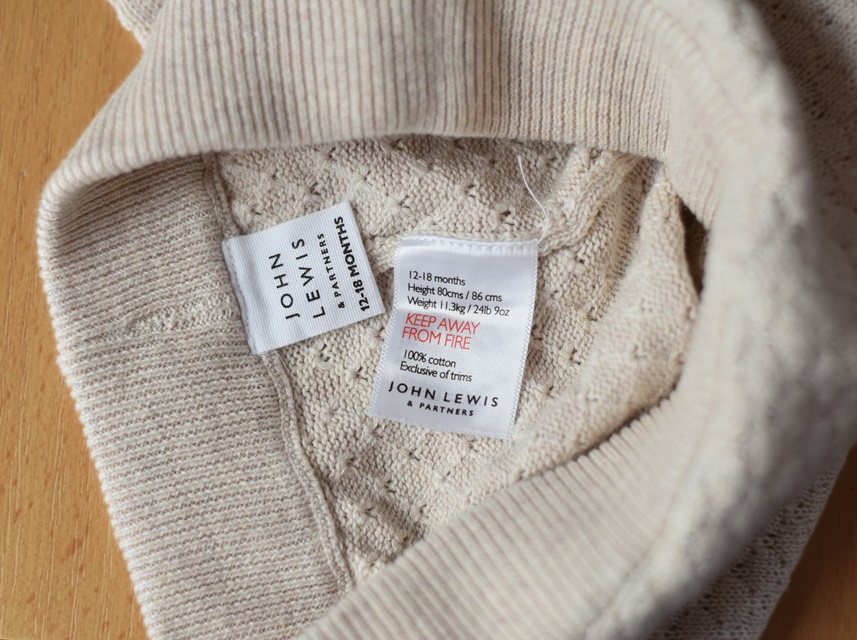 JOHN
LEWIS
& PARTNERS
12-18 MONTHS
12-18 months
Height 80cms / 86 cms
Weight 11.3kg / 24lb 9oz
KEEP AWAY
FROM FIRE
100% cotton
Exclusive of trims
JOHN LEWIS
& PARTNERS